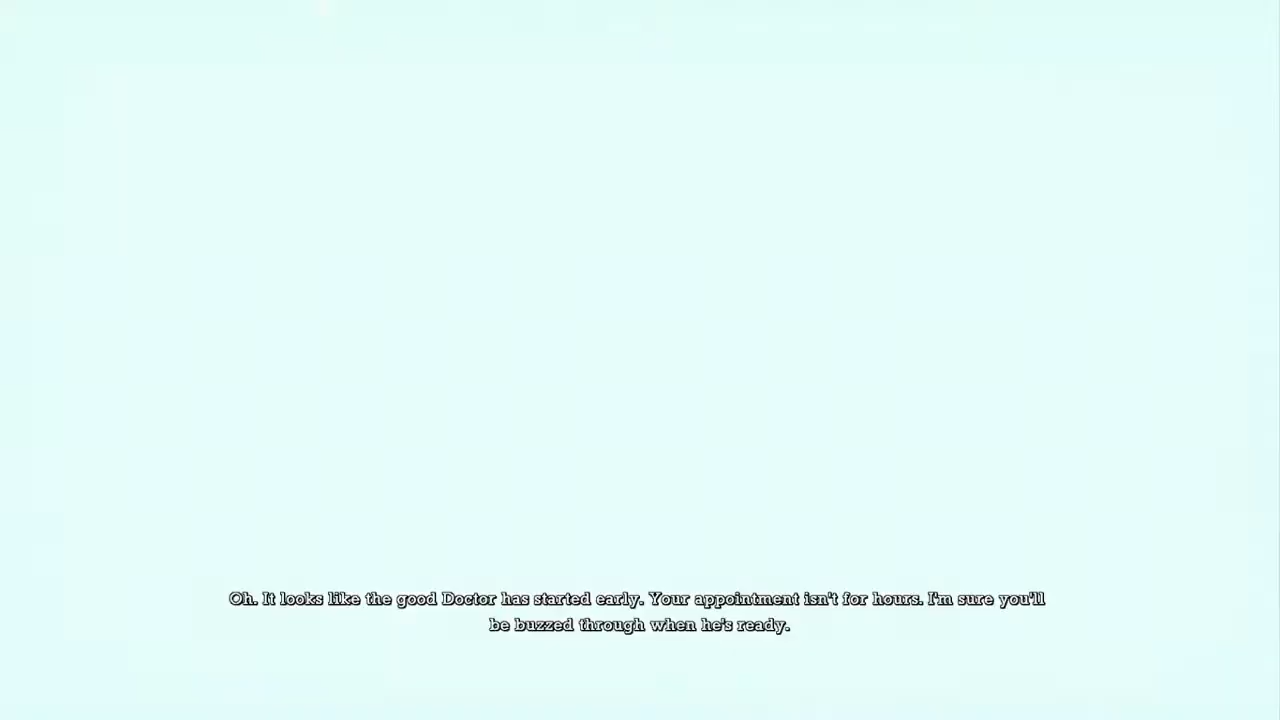 Oh. It looks like the good Doctor has started early. Your appointment isn't for hours. I'm sure you'll
be buzzed through when he's ready.